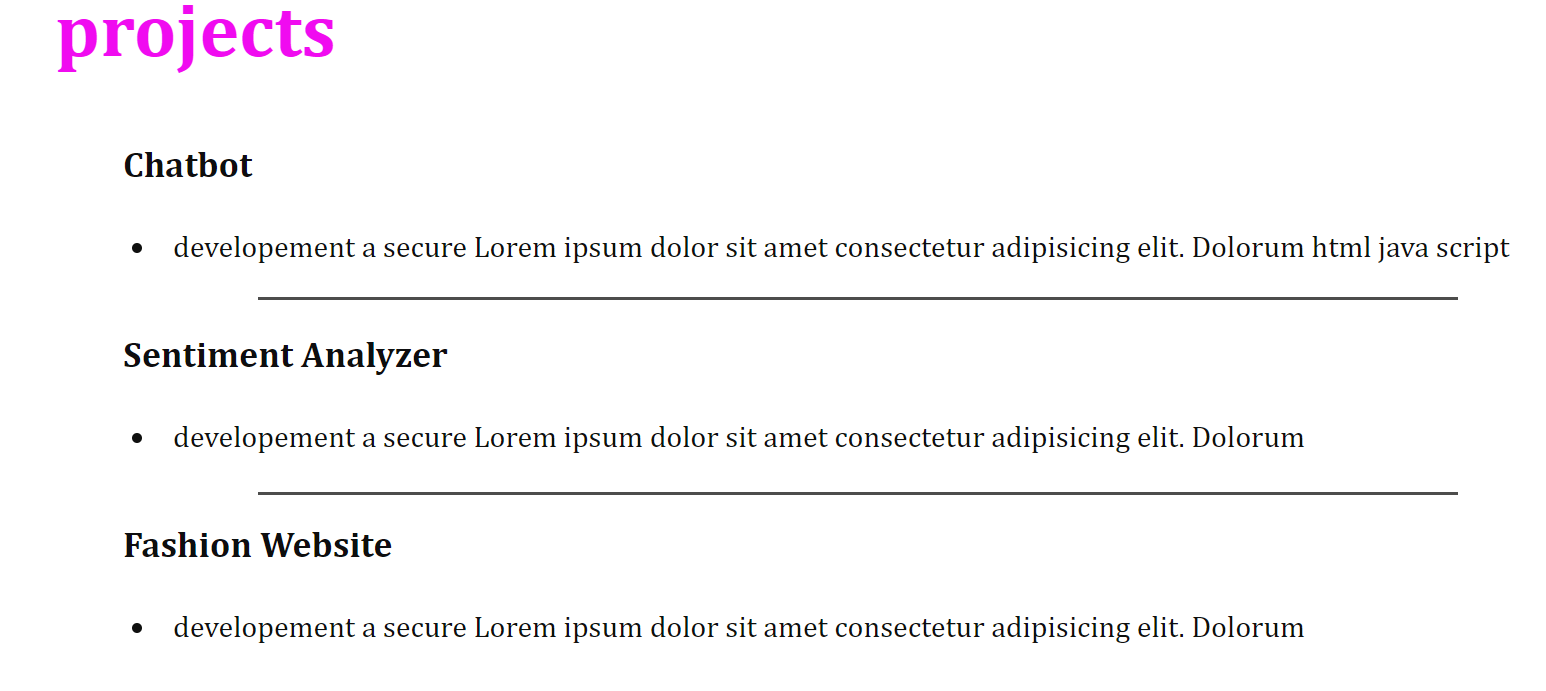 projects
Chatbot
developement a secure Lorem ipsum dolor sit amet consectetur adipisicing elit. Dolorum html java script
Sentiment Analyzer
developement a secure Lorem ipsum dolor sit amet consectetur adipisicing elit. Dolorum
Fashion Website
developement a secure Lorem ipsum dolor sit amet consectetur adipisicing elit. Dolorum